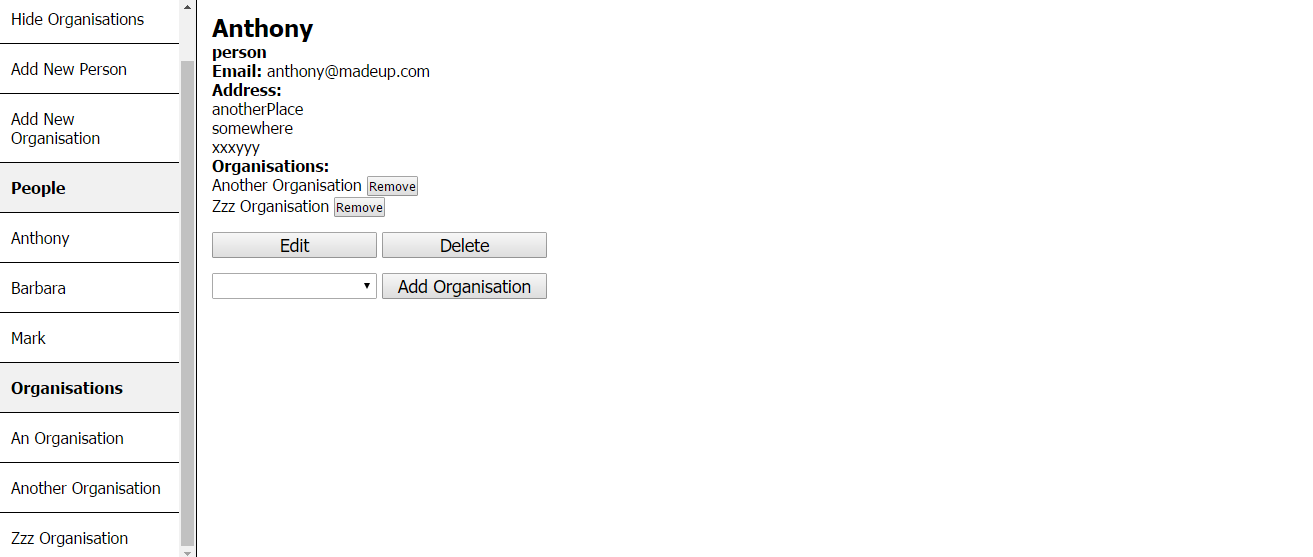 Hide Organisations
Add New Person
Add New
Organisation
People
Anthony
Barbara
Mark
Organisations
An Organisation
Another Organisation
Zzz Organisation
Anthony
person
Email: anthony@madeup.com
Address:
anotherPlace
somewhere
xxxyyy
Organisations:
Another Organisation Remove
Zzz Organisation Remove
Edit Delete
Add Organisation